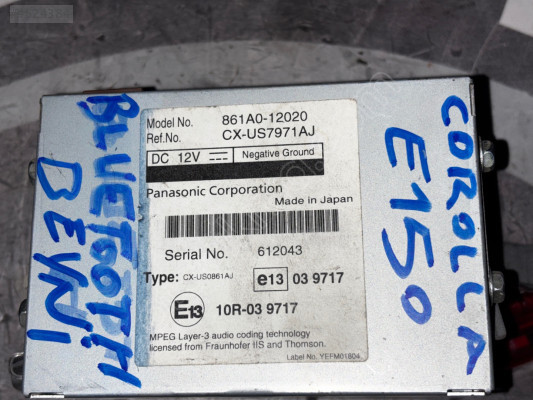 BLUETOOTH
BEYNI
Model No. 861A0-12020
Ref.No. CX-US7971AJ
DC 12V Negative Ground
Panasonic Corporation
Made in Japan
Serial No. 612043
Type: CX-US0861AJ e13 03 9717
E13 10R-03 9717
MPEG Layer-3 audio coding technology
licensed from Fraunhofer IIS and Thomson.
Label No. YEFM01804
COROLLA
E150